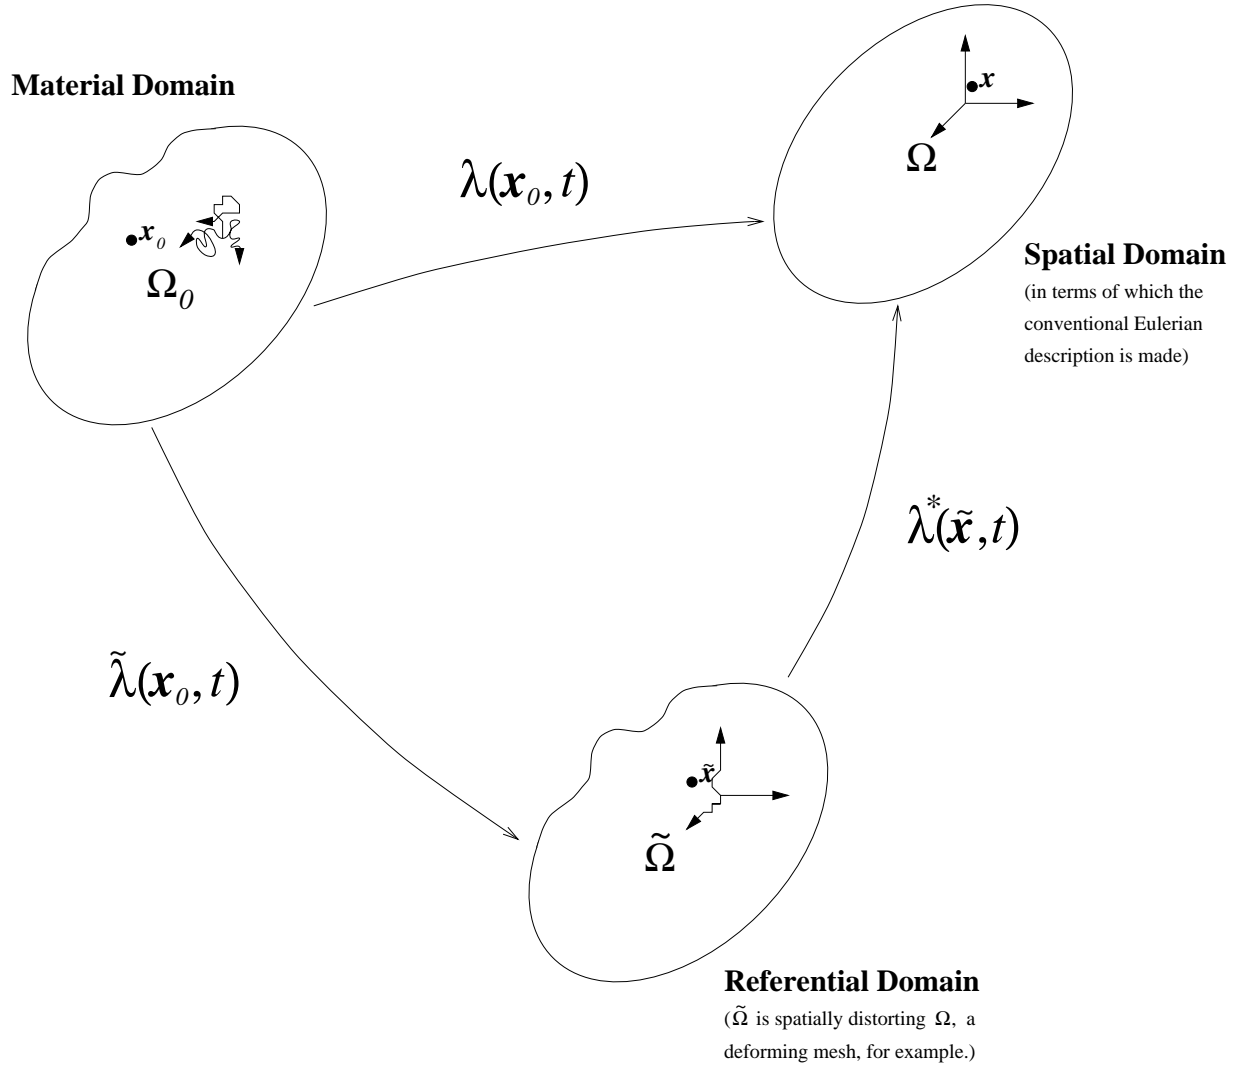 Material Domain
x
λ(x₀, t)
Ω
x₀
Ω₀
Spatial Domain
(in terms of which the
conventional Eulerian
description is made)
λ*(x̃, t)
λ̃(x₀, t)
x̃
Ω̃
Referential Domain
(Ω̃ is spatially distorting Ω, a
deforming mesh, for example.)